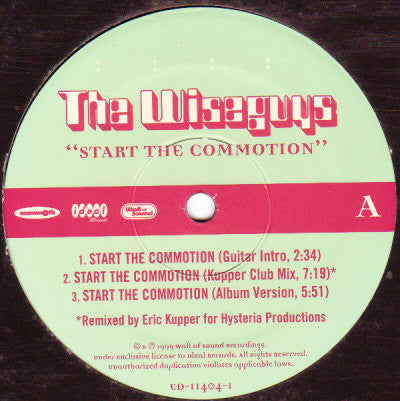 The Wiseguys
"START THE COMMOTION"
mammoth ideal Records Wall of Sound A
1. START THE COMMOTION (Guitar Intro, 2:34)
2. START THE COMMOTION (Kupper Club Mix, 7:19)*
3. START THE COMMOTION (Album Version, 5:51)
*Remixed by Eric Kupper for Hysteria Productions
© & ℗ 1999 wall of sound recordings.
under exclusive license to ideal records. All rights reserved.
unauthorized duplication violates applicable laws.
ED-11404-1